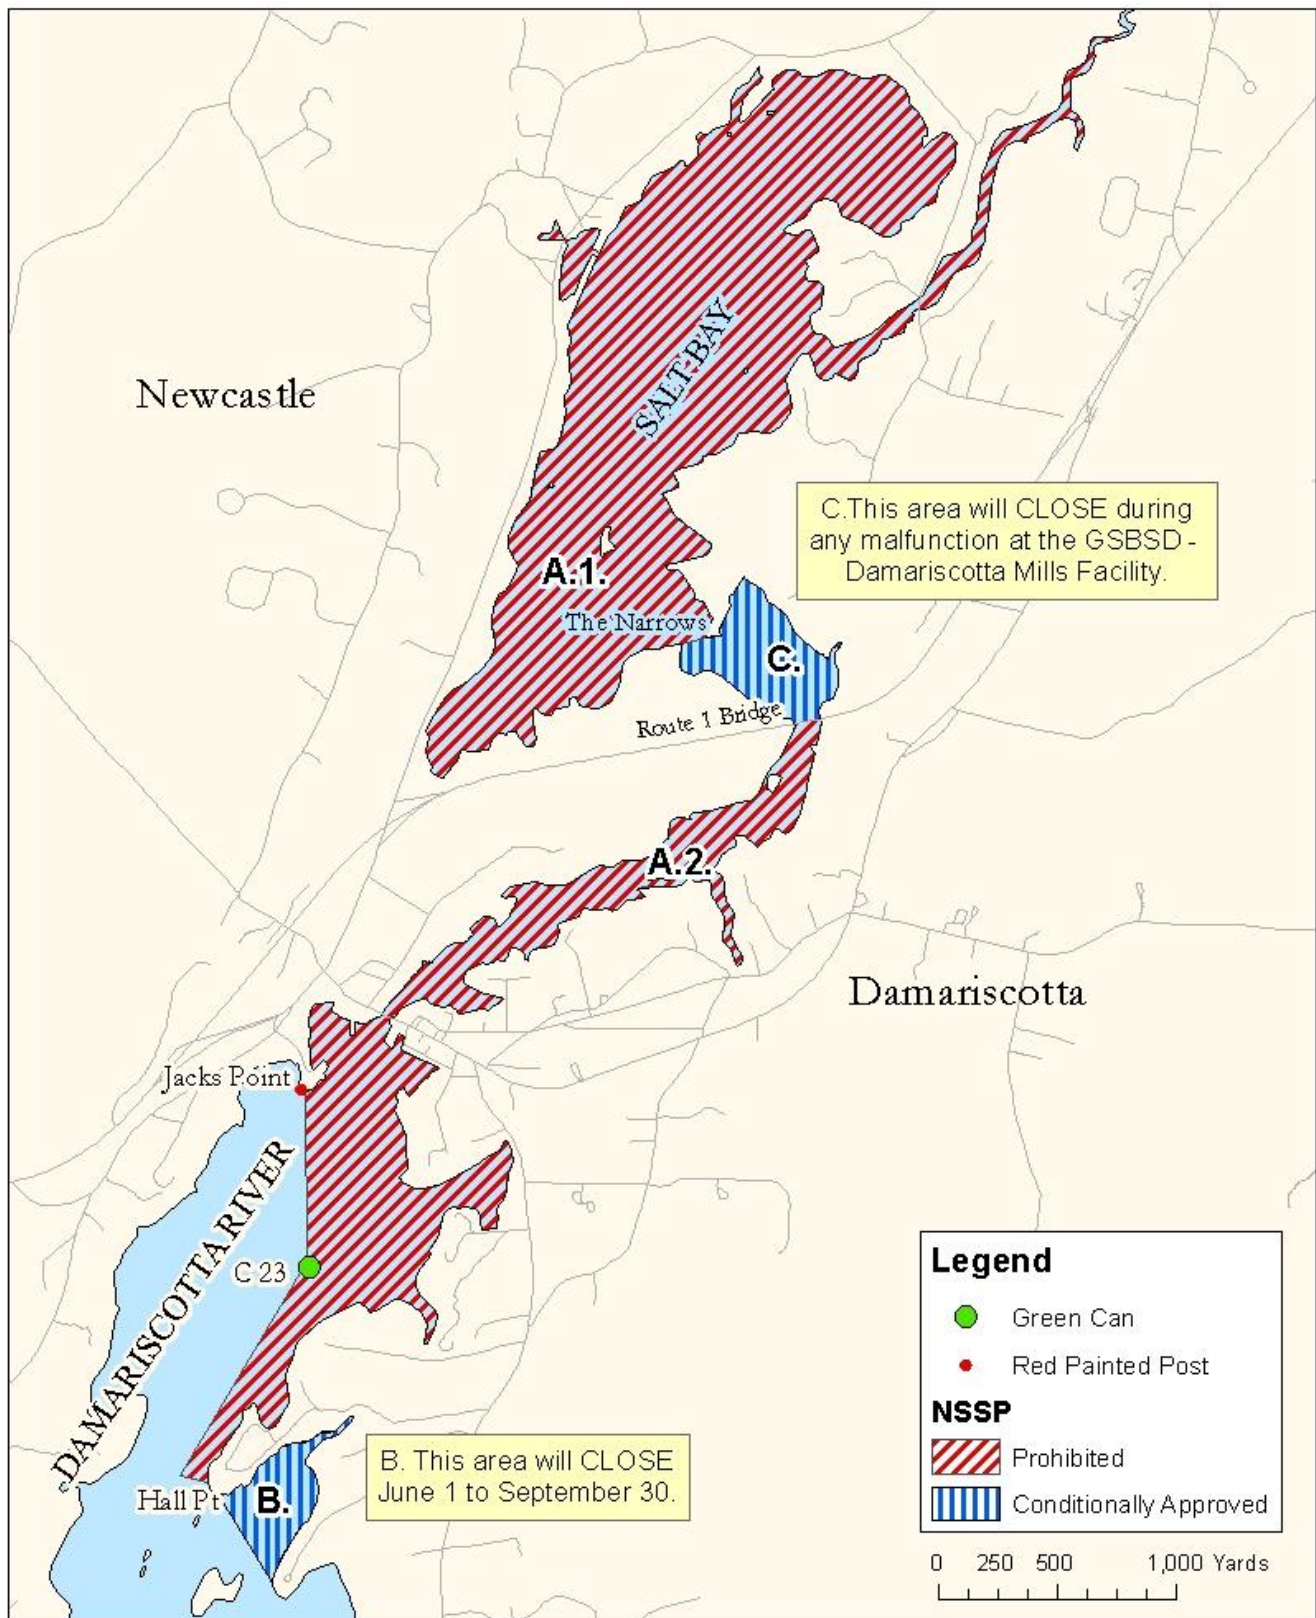 Newcastle
SALT BAY
C.This area will CLOSE during
any malfunction at the GSBSD -
Damariscotta Mills Facility.
A.1.
The Narrows
C.
Route 1 Bridge
A.2.
Damariscotta
Jacks Point
DAMARISCOTTA RIVER
C 23
B. This area will CLOSE
June 1 to September 30.
Hall Pt
B.
Legend
Green Can
Red Painted Post
NSSP
Prohibited
Conditionally Approved
0 250 500 1,000 Yards